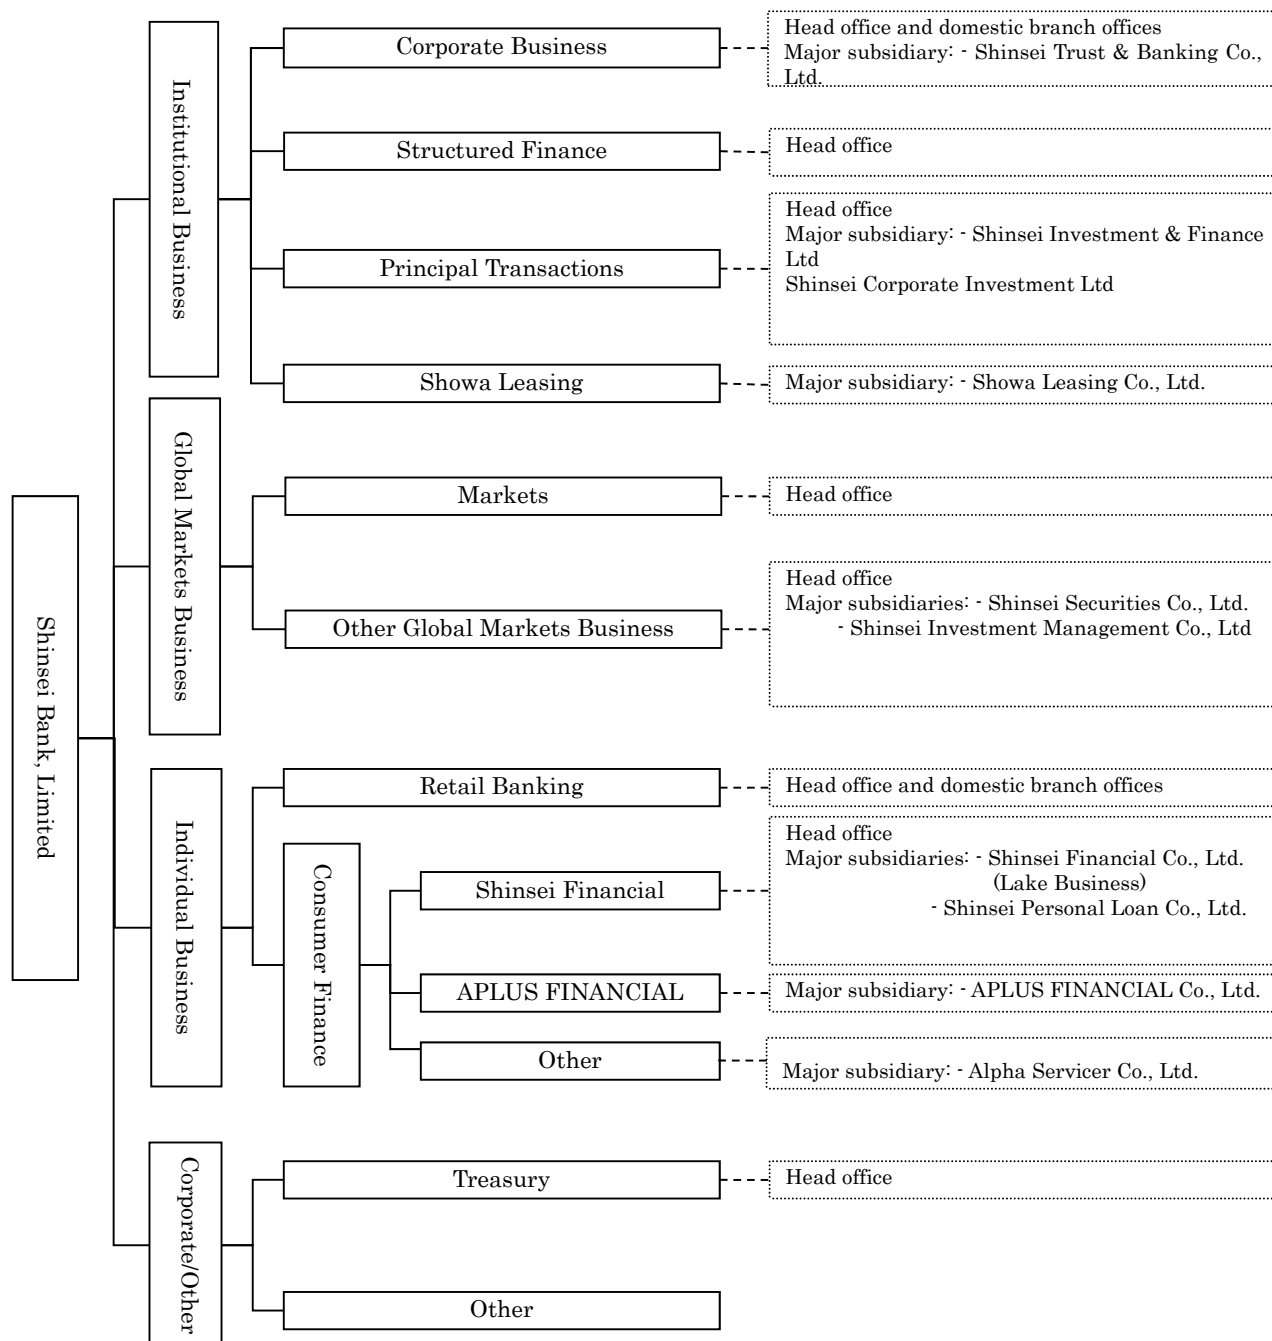 Shinsei Bank, Limited
Institutional Business
Corporate Business
Head office and domestic branch offices
Major subsidiary: - Shinsei Trust & Banking Co.,
Ltd.
Structured Finance
Head office
Principal Transactions
Head office
Major subsidiary: - Shinsei Investment & Finance
Ltd
Shinsei Corporate Investment Ltd
Showa Leasing
Major subsidiary: - Showa Leasing Co., Ltd.
Global Markets Business
Markets
Head office
Other Global Markets Business
Head office
Major subsidiaries: - Shinsei Securities Co., Ltd.
- Shinsei Investment Management Co., Ltd
Individual Business
Retail Banking
Head office and domestic branch offices
Consumer Finance
Shinsei Financial
Head office
Major subsidiaries: - Shinsei Financial Co., Ltd.
(Lake Business)
- Shinsei Personal Loan Co., Ltd.
APLUS FINANCIAL
Major subsidiary: - APLUS FINANCIAL Co., Ltd.
Other
Major subsidiary: - Alpha Servicer Co., Ltd.
Corporate/Other
Treasury
Head office
Other